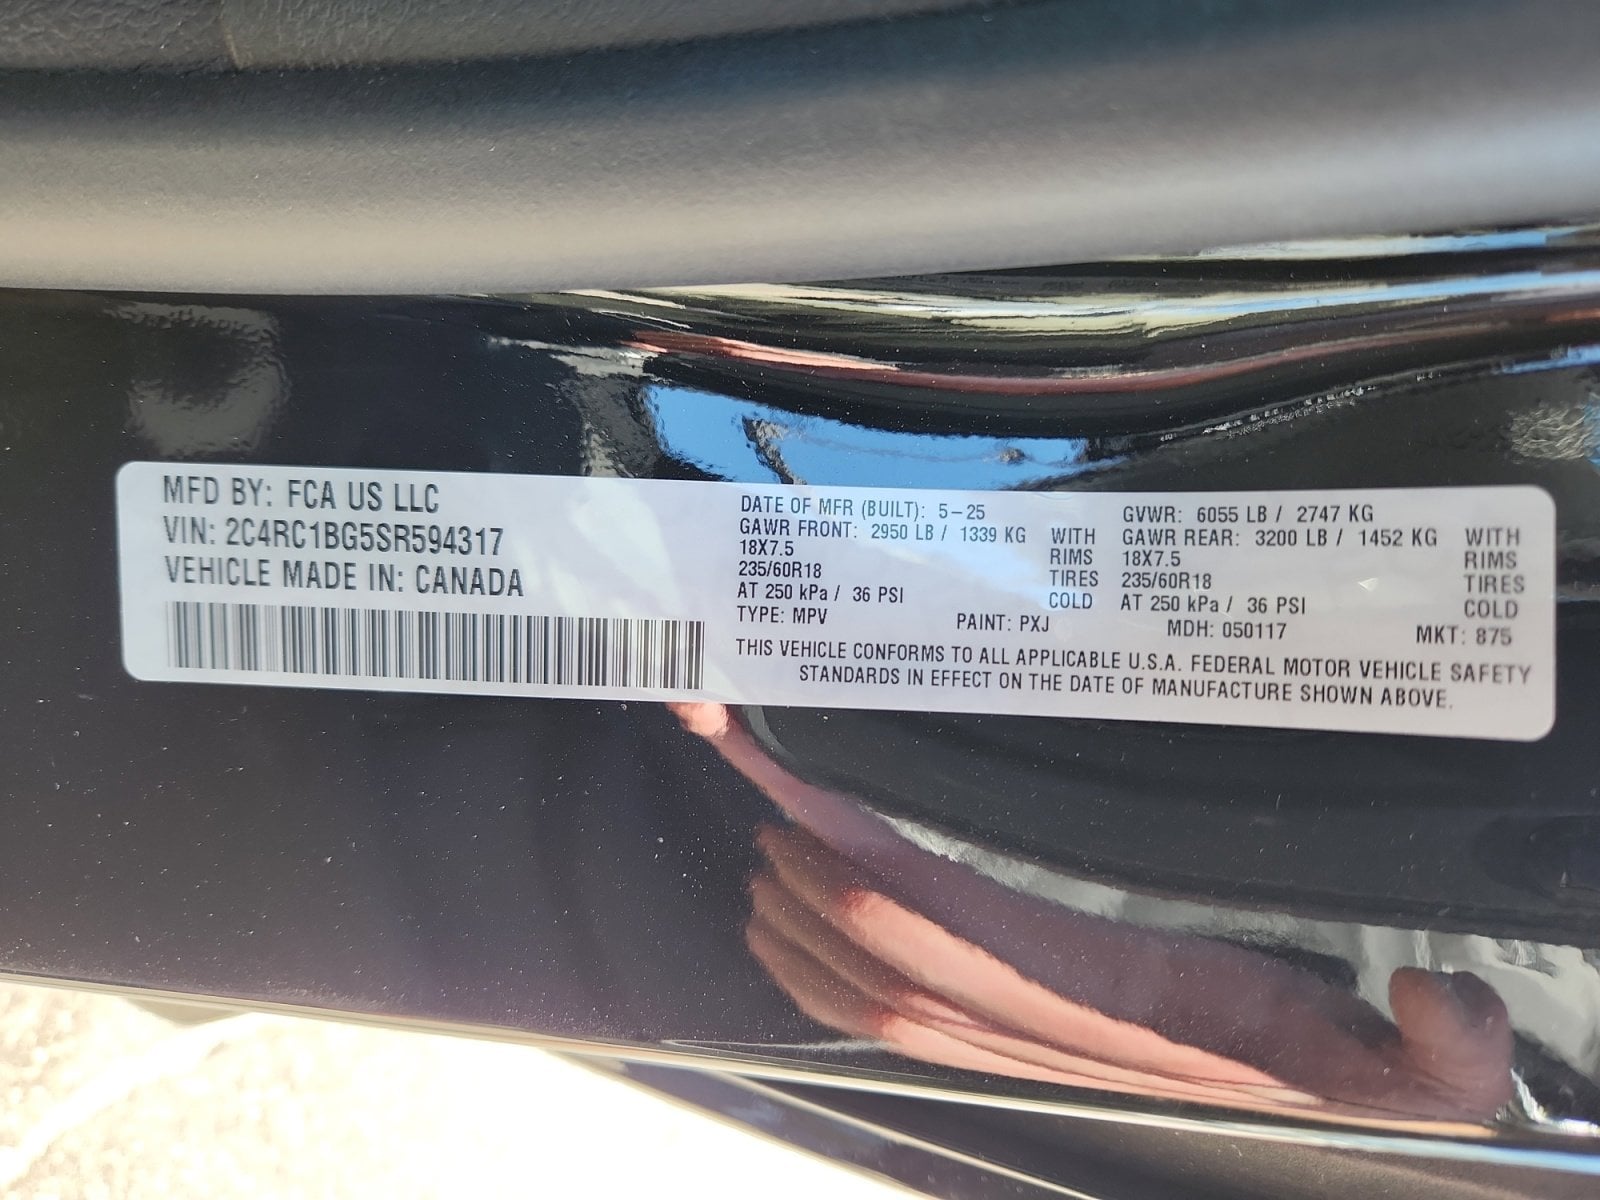 MFD BY: FCA US LLC
VIN: 2C4RC1BG5SR594317
VEHICLE MADE IN: CANADA
DATE OF MFR (BUILT): 5-25
GAWR FRONT: 2950 LB / 1339 KG WITH
18X7.5 RIMS
235/60R18 TIRES
AT 250 kPa / 36 PSI COLD
TYPE: MPV PAINT: PXJ
GVWR: 6055 LB / 2747 KG
GAWR REAR: 3200 LB / 1452 KG WITH
18X7.5 RIMS
235/60R18 TIRES
AT 250 kPa / 36 PSI COLD
MDH: 050117 MKT: 875
THIS VEHICLE CONFORMS TO ALL APPLICABLE U.S.A. FEDERAL MOTOR VEHICLE SAFETY
STANDARDS IN EFFECT ON THE DATE OF MANUFACTURE SHOWN ABOVE.